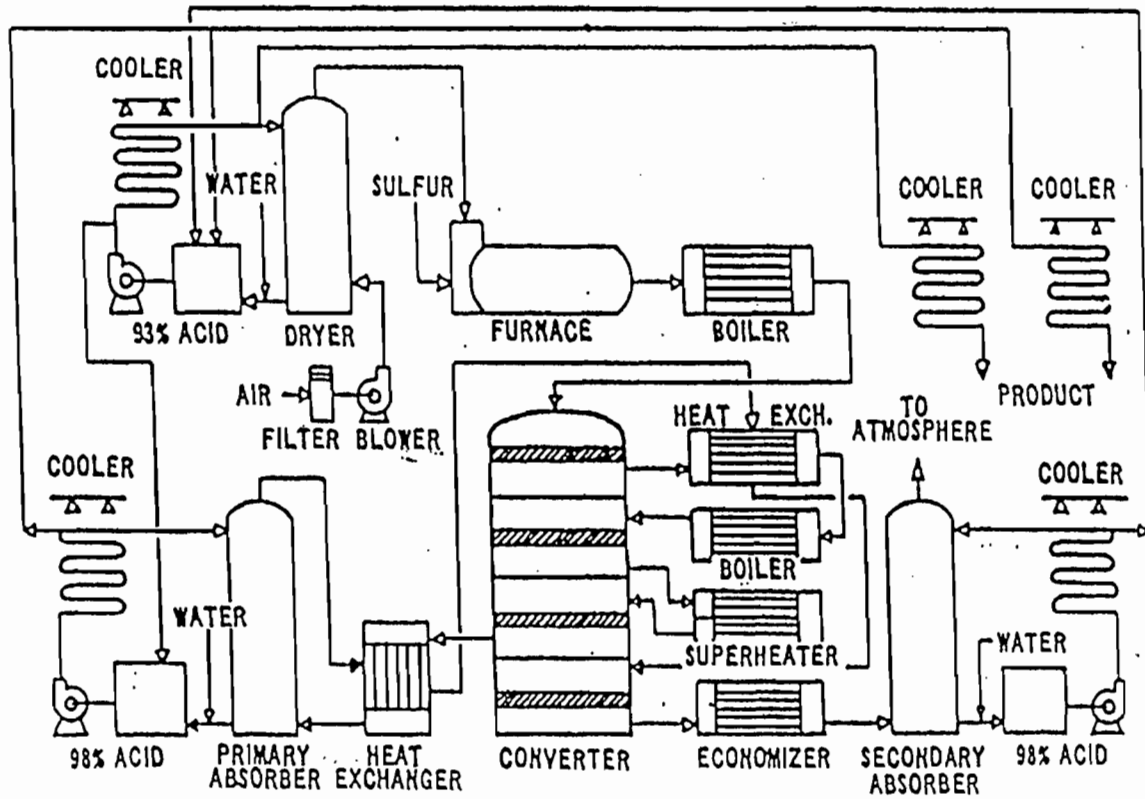 COOLER
WATER
SULFUR
COOLER
COOLER
93% ACID
DRYER
FURNACE
BOILER
AIR
FILTER BLOWER
HEAT EXCH.
PRODUCT
TO
ATMOSPHERE
COOLER
COOLER
BOILER
WATER
SUPERHEATER
WATER
98% ACID
PRIMARY
ABSORBER
HEAT
EXCHANGER
CONVERTER
ECONOMIZER
SECONDARY
ABSORBER
98% ACID